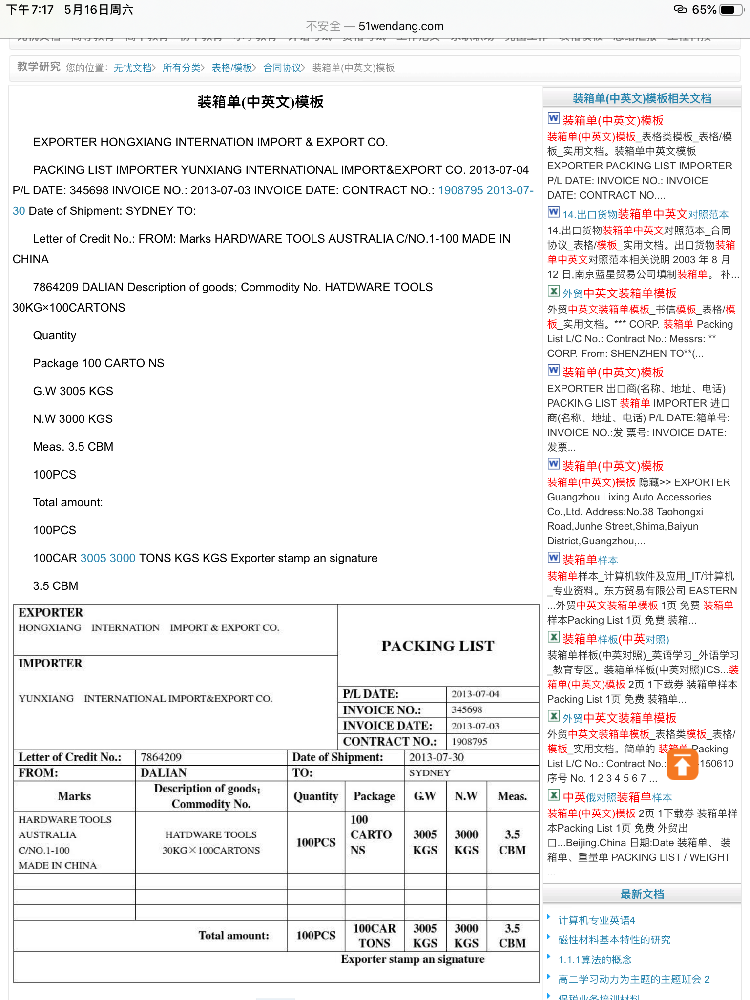 下午7:17 5月16日周六
65%
不安全 — 51wendang.com
教学研究 您的位置: 无忧文档> 所有分类> 表格/模板> 合同协议> 装箱单(中英文)模板
装箱单(中英文)模板
EXPORTER HONGXIANG INTERNATION IMPORT & EXPORT CO.
PACKING LIST IMPORTER YUNXIANG INTERNATIONAL IMPORT&EXPORT CO. 2013-07-04
P/L DATE: 345698 INVOICE NO.: 2013-07-03 INVOICE DATE: CONTRACT NO.: 1908795 2013-07-
30 Date of Shipment: SYDNEY TO:
Letter of Credit No.: FROM: Marks HARDWARE TOOLS AUSTRALIA C/NO.1-100 MADE IN
CHINA
7864209 DALIAN Description of goods; Commodity No. HATDWARE TOOLS
30KG×100CARTONS
Quantity
Package 100 CARTO NS
G.W 3005 KGS
N.W 3000 KGS
Meas. 3.5 CBM
100PCS
Total amount:
100PCS
100CAR 3005 3000 TONS KGS KGS Exporter stamp an signature
3.5 CBM
EXPORTER
HONGXIANG INTERNATION IMPORT & EXPORT CO.
PACKING LIST
IMPORTER
YUNXIANG INTERNATIONAL IMPORT&EXPORT CO.
P/L DATE: 2013-07-04
INVOICE NO.: 345698
INVOICE DATE: 2013-07-03
CONTRACT NO.: 1908795
Letter of Credit No.: 7864209 Date of Shipment: 2013-07-30
FROM: DALIAN TO: SYDNEY
Marks
Description of goods;
Commodity No.
Quantity Package G.W N.W Meas.
HARDWARE TOOLS
AUSTRALIA
C/NO.1-100
MADE IN CHINA
HATDWARE TOOLS
30KG×100CARTONS
100PCS
100
CARTO
NS
3005
KGS
3000
KGS
3.5
CBM
Total amount:
100PCS
100CAR
TONS
3005
KGS
3000
KGS
3.5
CBM
Exporter stamp an signature
装箱单(中英文)模板相关文档
装箱单(中英文)模板
装箱单(中英文)模板_表格类模板_表格/模
板_实用文档。装箱单中英文模板
EXPORTER PACKING LIST IMPORTER
P/L DATE: INVOICE NO.: INVOICE
DATE: CONTRACT NO....
14.出口货物装箱单中英文对照范本
14.出口货物装箱单中英文对照范本_合同
协议_表格/模板_实用文档。出口货物装箱
单中英文对照范本相关说明 2003 年 8 月
12 日,南京蓝星贸易公司填制装箱单。 补...
外贸中英文装箱单模板
外贸中英文装箱单模板_书信模板_表格/模
板_实用文档。*** CORP. 装箱单 Packing
List L/C No.: Contract No.: Messrs: **
CORP. From: SHENZHEN TO**(...
装箱单(中英文)模板
EXPORTER 出口商(名称、地址、电话)
PACKING LIST 装箱单 IMPORTER 进口
商(名称、地址、电话) P/L DATE:箱单号:
INVOICE NO.:发 票号: INVOICE DATE:
发票...
装箱单(中英文)模板
装箱单(中英文)模板 隐藏>> EXPORTER
Guangzhou Lixing Auto Accessories
Co.,Ltd. Address:No.38 Taohongxi
Road,Junhe Street,Shima,Baiyun
District,Guangzhou,...
装箱单样本
装箱单样本_计算机软件及应用_IT/计算机
_专业资料。东方贸易有限公司 EASTERN
...外贸中英文装箱单模板 1页 免费 装箱单
样本Packing List 1页 免费 装箱...
装箱单样板(中英对照)
装箱单样板(中英对照)_英语学习_外语学习
_教育专区。装箱单样板(中英对照)ICS...装
箱单(中英文)模板 2页 1下载券 装箱单样本
Packing List 1页 免费 装箱单...
外贸中英文装箱单模板
外贸中英文装箱单模板_表格类模板_表格/
模板_实用文档。简单的 装箱单 Packing
List L/C No.: Contract No.: -150610
序号 No. 1 2 3 4 5 6 7 ...
中英俄对照装箱单样本
装箱单(中英文)模板 2页 1下载券 装箱单样
本Packing List 1页 免费 外贸出
口...Beijing.China 日期:Date 装箱单、 装
箱单、重量单 PACKING LIST / WEIGHT
...
最新文档
计算机专业英语4
磁性材料基本特性的研究
1.1.1算法的概念
高二学习动力为主题的主题班会 2
保税业务培训材料